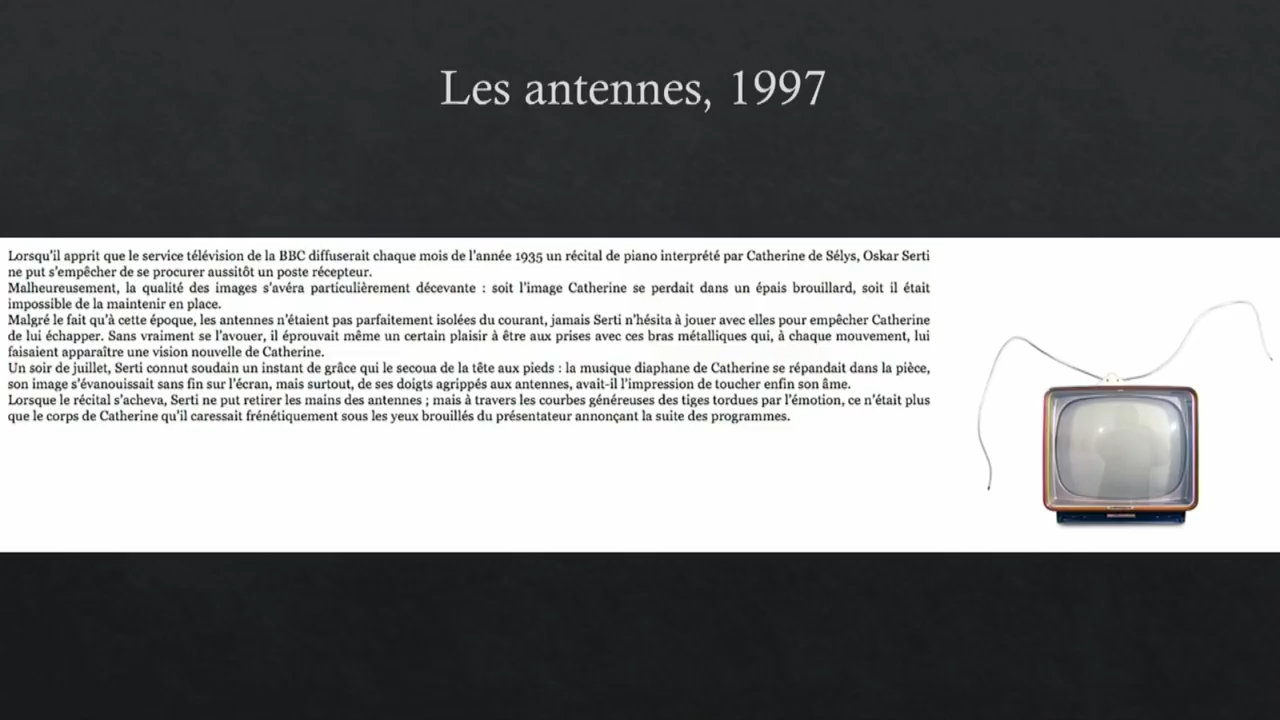 Les antennes, 1997
Lorsqu'il apprit que le service télévision de la BBC diffuserait chaque mois de l'année 1935 un récital de piano interprété par Catherine de Sélys, Oskar Serti
ne put s'empêcher de se procurer aussitôt un poste récepteur.
Malheureusement, la qualité des images s'avéra particulièrement décevante : soit l'image Catherine se perdait dans un épais brouillard, soit il était
impossible de la maintenir en place.
Malgré le fait qu'à cette époque, les antennes n'étaient pas parfaitement isolées du courant, jamais Serti n'hésita à jouer avec elles pour empêcher Catherine
de lui échapper. Sans vraiment se l'avouer, il éprouvait même un certain plaisir à être aux prises avec ces bras métalliques qui, à chaque mouvement, lui
faisaient apparaître une vision nouvelle de Catherine.
Un soir de juillet, Serti connut soudain un instant de grâce qui le secoua de la tête aux pieds : la musique diaphane de Catherine se répandait dans la pièce,
son image s'évanouissait sans fin sur l'écran, mais surtout, de ses doigts agrippés aux antennes, avait-il l'impression de toucher enfin son âme.
Lorsque le récital s'acheva, Serti ne put retirer les mains des antennes ; mais à travers les courbes généreuses des tiges tordues par l'émotion, ce n'était plus
que le corps de Catherine qu'il caressait frénétiquement sous les yeux brouillés du présentateur annonçant la suite des programmes.